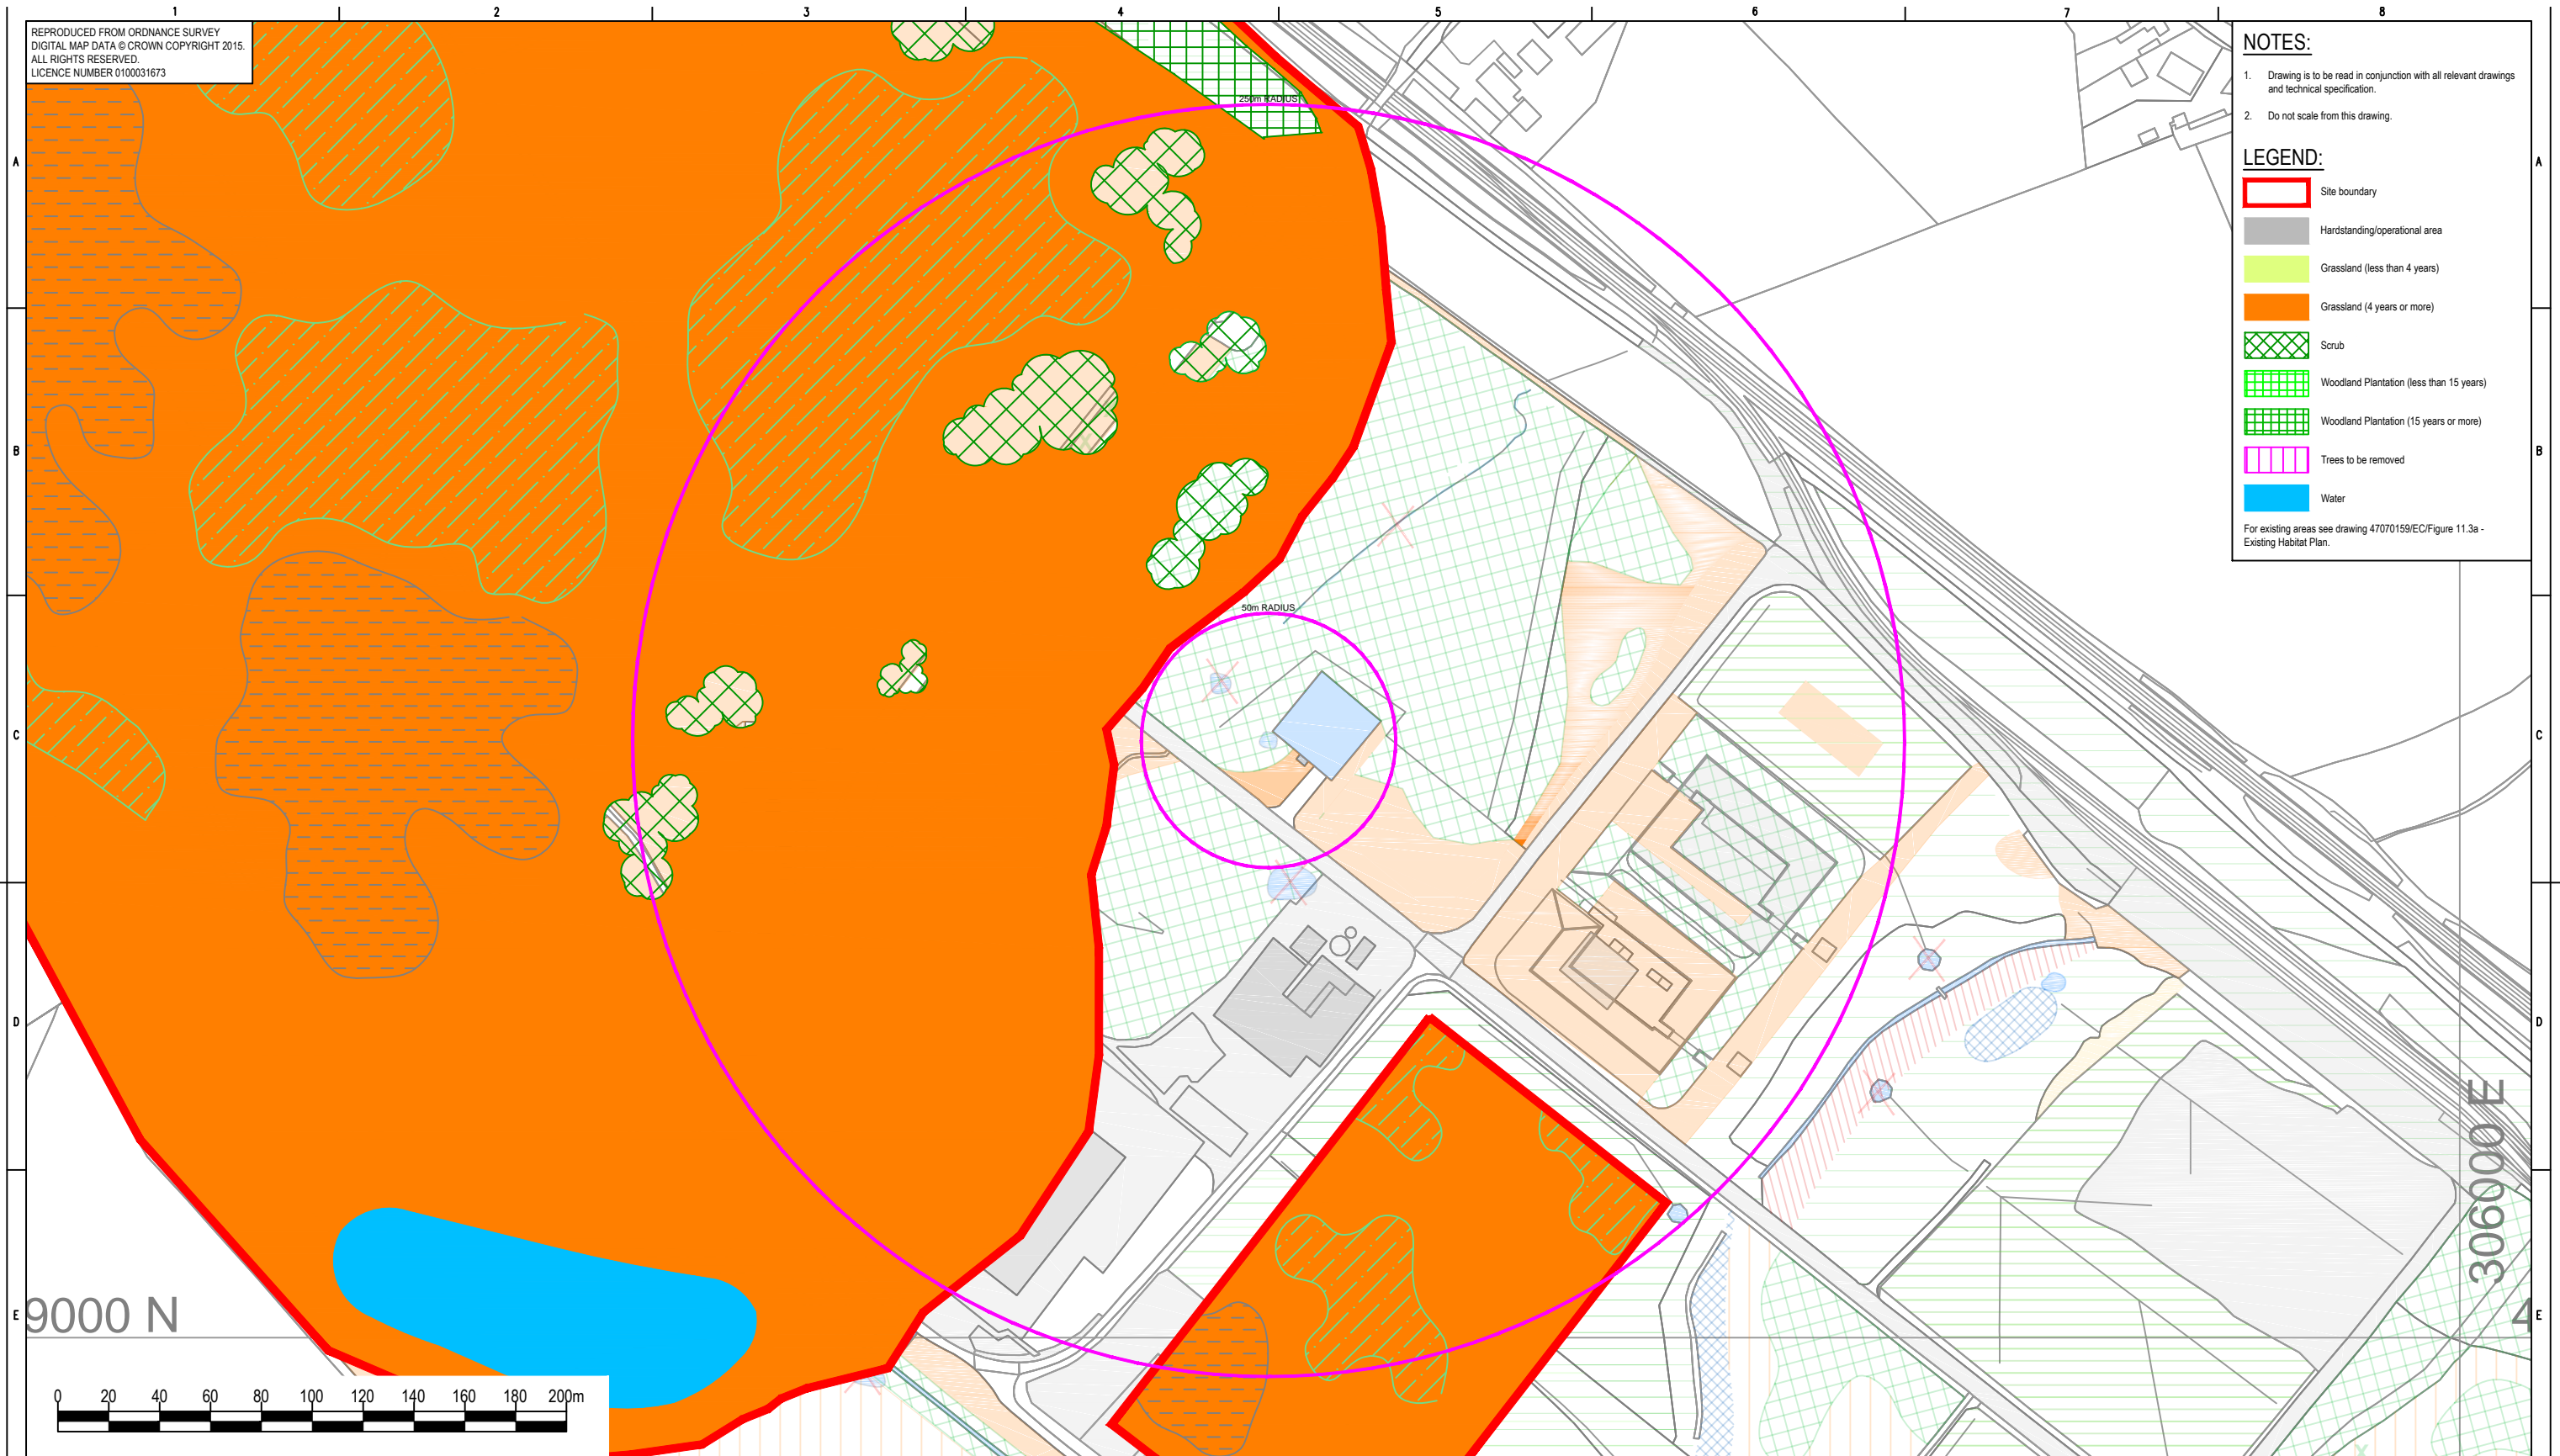 1 2 3 4 5 6 7 8
REPRODUCED FROM ORDNANCE SURVEY
DIGITAL MAP DATA © CROWN COPYRIGHT 2015.
ALL RIGHTS RESERVED.
LICENCE NUMBER 0100031673
NOTES:
1. Drawing is to be read in conjunction with all relevant drawings
and technical specification.
2. Do not scale from this drawing.
LEGEND:
Site boundary
Hardstanding/operational area
Grassland (less than 4 years)
Grassland (4 years or more)
Scrub
Woodland Plantation (less than 15 years)
Woodland Plantation (15 years or more)
Trees to be removed
Water
For existing areas see drawing 47070159/EC/Figure 11.3a -
Existing Habitat Plan.
250m RADIUS
A A
B B
50m RADIUS
C C
D D
306000 E
E E
9000 N
4
0 20 40 60 80 100 120 140 160 180 200m